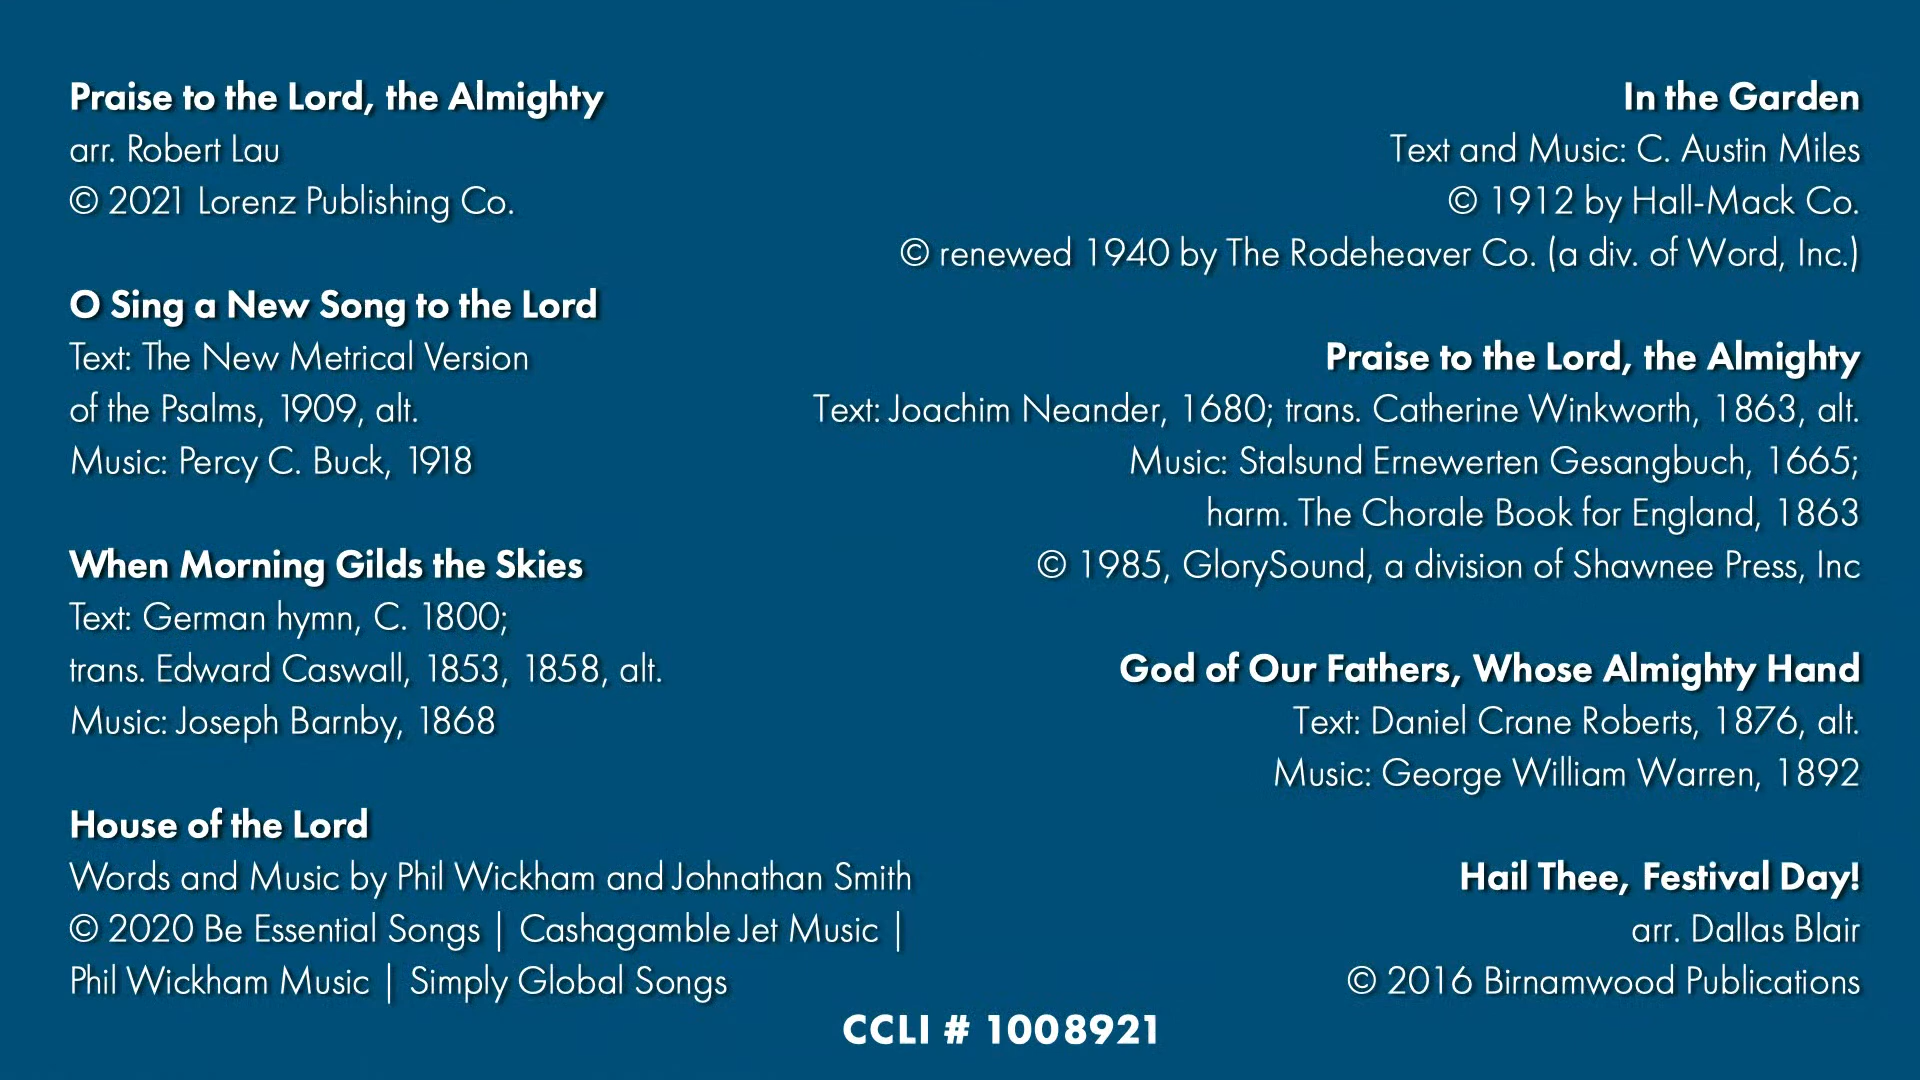 Praise to the Lord, the Almighty
arr. Robert Lau
© 2021 Lorenz Publishing Co.
O Sing a New Song to the Lord
Text: The New Metrical Version
of the Psalms, 1909, alt.
Music: Percy C. Buck, 1918
When Morning Gilds the Skies
Text: German hymn, C. 1800;
trans. Edward Caswall, 1853, 1858, alt.
Music: Joseph Barnby, 1868
House of the Lord
Words and Music by Phil Wickham and Johnathan Smith
© 2020 Be Essential Songs | Cashagamble Jet Music |
Phil Wickham Music | Simply Global Songs
In the Garden
Text and Music: C. Austin Miles
© 1912 by Hall-Mack Co.
© renewed 1940 by The Rodeheaver Co. (a div. of Word, Inc.)
Praise to the Lord, the Almighty
Text: Joachim Neander, 1680; trans. Catherine Winkworth, 1863, alt.
Music: Stalsund Ernewerten Gesangbuch, 1665;
harm. The Chorale Book for England, 1863
© 1985, GlorySound, a division of Shawnee Press, Inc
God of Our Fathers, Whose Almighty Hand
Text: Daniel Crane Roberts, 1876, alt.
Music: George William Warren, 1892
Hail Thee, Festival Day!
arr. Dallas Blair
© 2016 Birnamwood Publications
CCLI # 1008921